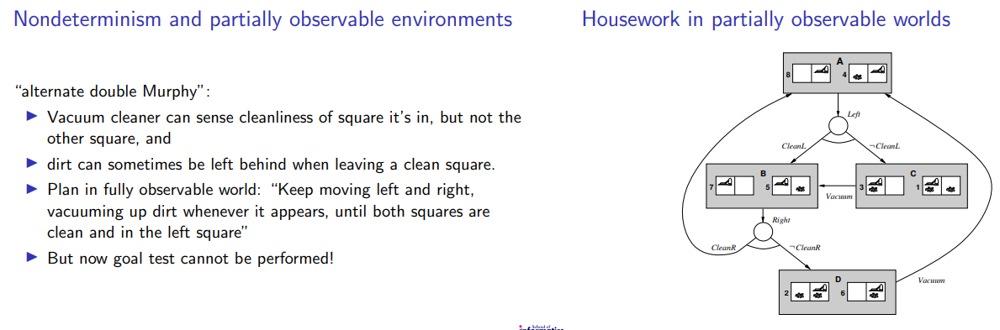 Nondeterminism and partially observable environments
“alternate double Murphy”:
Vacuum cleaner can sense cleanliness of square it’s in, but not the
other square, and
dirt can sometimes be left behind when leaving a clean square.
Plan in fully observable world: “Keep moving left and right,
vacuuming up dirt whenever it appears, until both squares are
clean and in the left square”
But now goal test cannot be performed!
School of
Housework in partially observable worlds
A
8 4
Left
CleanL ¬CleanL
B C
7 5 3 1
Vacuum
Right
CleanR ¬CleanR
D
2 6
Vacuum